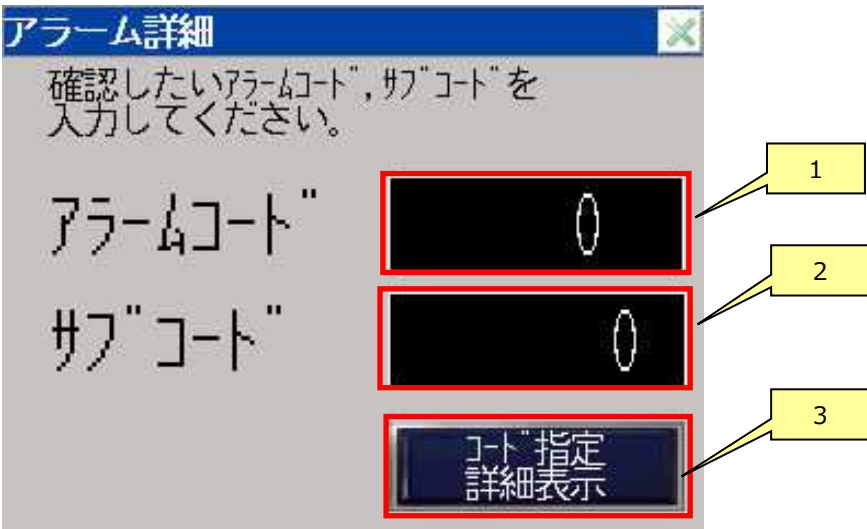 アラーム詳細
確認したいｱﾗｰﾑｺｰﾄﾞ,ｻﾌﾞｺｰﾄﾞを
入力してください。
ｱﾗｰﾑｺｰﾄﾞ 0
1
ｻﾌﾞｺｰﾄﾞ 0
2
ｺｰﾄﾞ指定
詳細表示
3